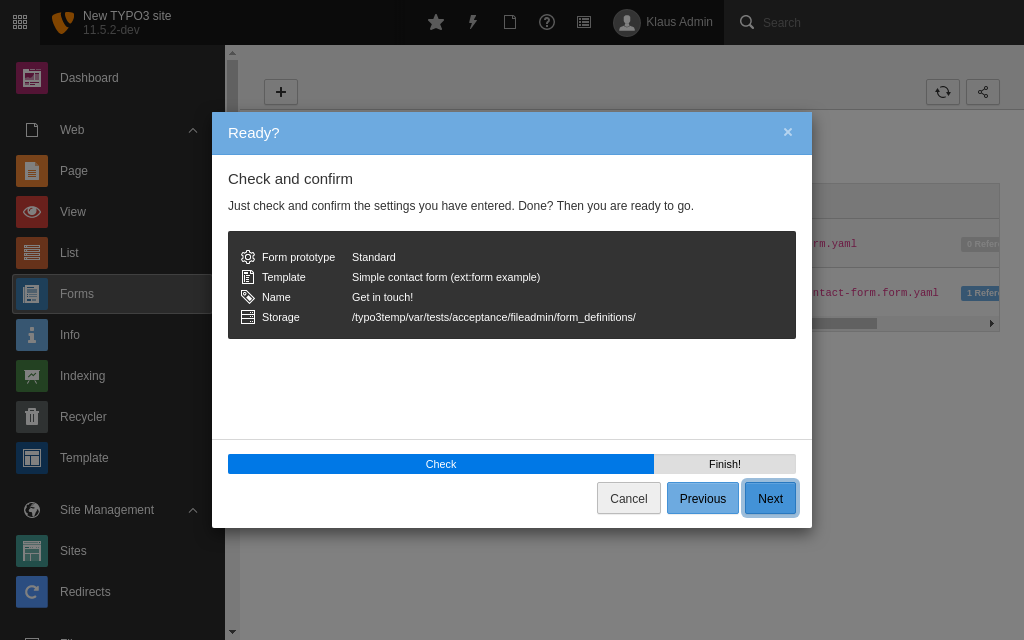 New TYPO3 site
11.5.2-dev
Klaus Admin
Search
Dashboard
Web
Page
View
List
Forms
Info
Indexing
Recycler
Template
Site Management
Sites
Redirects
Ready?
×
Check and confirm
Just check and confirm the settings you have entered. Done? Then you are ready to go.
Form prototype Standard
Template Simple contact form (ext:form example)
Name Get in touch!
Storage /typo3temp/var/tests/acceptance/fileadmin/form_definitions/
Check Finish!
Cancel Previous Next
rm.yaml 0 Refer
ntact-form.form.yaml 1 Refer